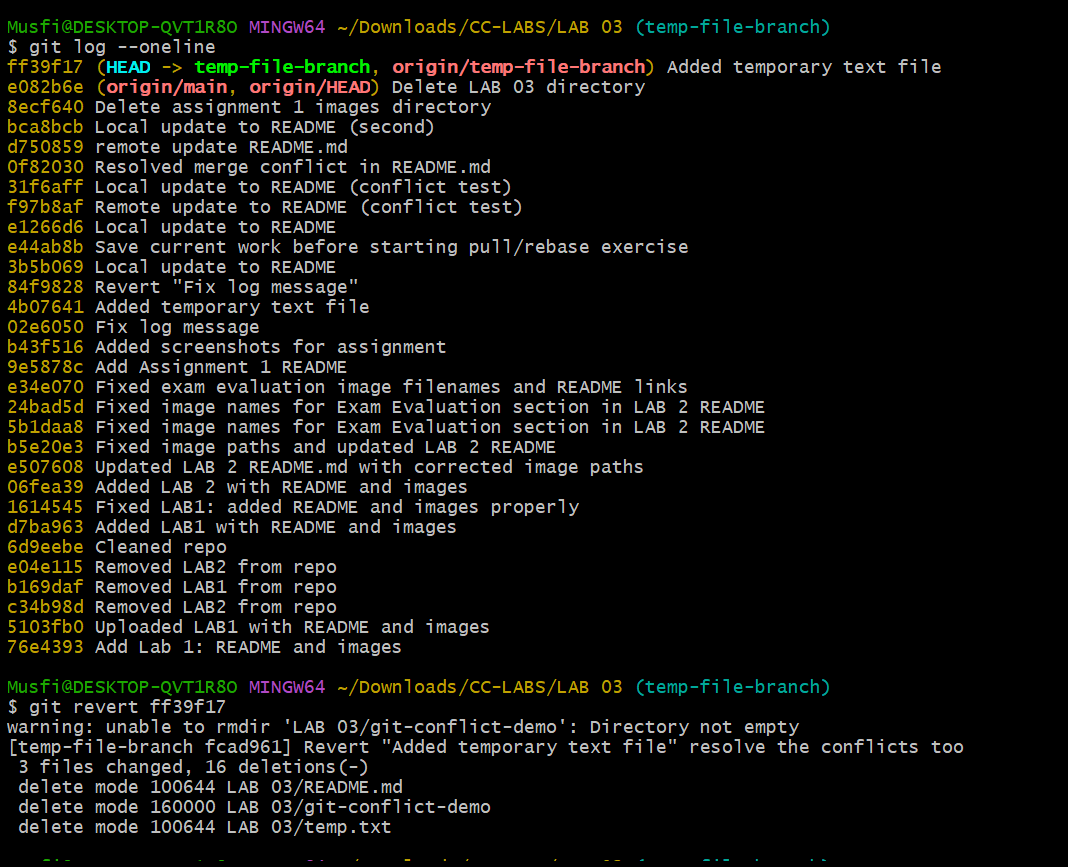 Musfi@DESKTOP-QVT1R8O MINGW64 ~/Downloads/CC-LABS/LAB 03 (temp-file-branch)
$ git log --oneline
ff39f17 (HEAD -> temp-file-branch, origin/temp-file-branch) Added temporary text file
e082b6e (origin/main, origin/HEAD) Delete LAB 03 directory
8ecf640 Delete assignment 1 images directory
bca8bcb Local update to README (second)
d750859 remote update README.md
0f82030 Resolved merge conflict in README.md
31f6aff Local update to README (conflict test)
f97b8af Remote update to README (conflict test)
e1266d6 Local update to README
e44ab8b Save current work before starting pull/rebase exercise
3b5b069 Local update to README
84f9828 Revert "Fix log message"
4b07641 Added temporary text file
02e6050 Fix log message
b43f516 Added screenshots for assignment
9e5878c Add Assignment 1 README
e34e070 Fixed exam evaluation image filenames and README links
24bad5d Fixed image names for Exam Evaluation section in LAB 2 README
5b1daa8 Fixed image names for Exam Evaluation section in LAB 2 README
b5e20e3 Fixed image paths and updated LAB 2 README
e507608 Updated LAB 2 README.md with corrected image paths
06fea39 Added LAB 2 with README and images
1614545 Fixed LAB1: added README and images properly
d7ba963 Added LAB1 with README and images
6d9eebe Cleaned repo
e04e115 Removed LAB2 from repo
b169daf Removed LAB1 from repo
c34b98d Removed LAB2 from repo
5103fb0 Uploaded LAB1 with README and images
76e4393 Add Lab 1: README and images
Musfi@DESKTOP-QVT1R8O MINGW64 ~/Downloads/CC-LABS/LAB 03 (temp-file-branch)
$ git revert ff39f17
warning: unable to rmdir 'LAB 03/git-conflict-demo': Directory not empty
[temp-file-branch fcad961] Revert "Added temporary text file" resolve the conflicts too
 3 files changed, 16 deletions(-)
 delete mode 100644 LAB 03/README.md
 delete mode 160000 LAB 03/git-conflict-demo
 delete mode 100644 LAB 03/temp.txt